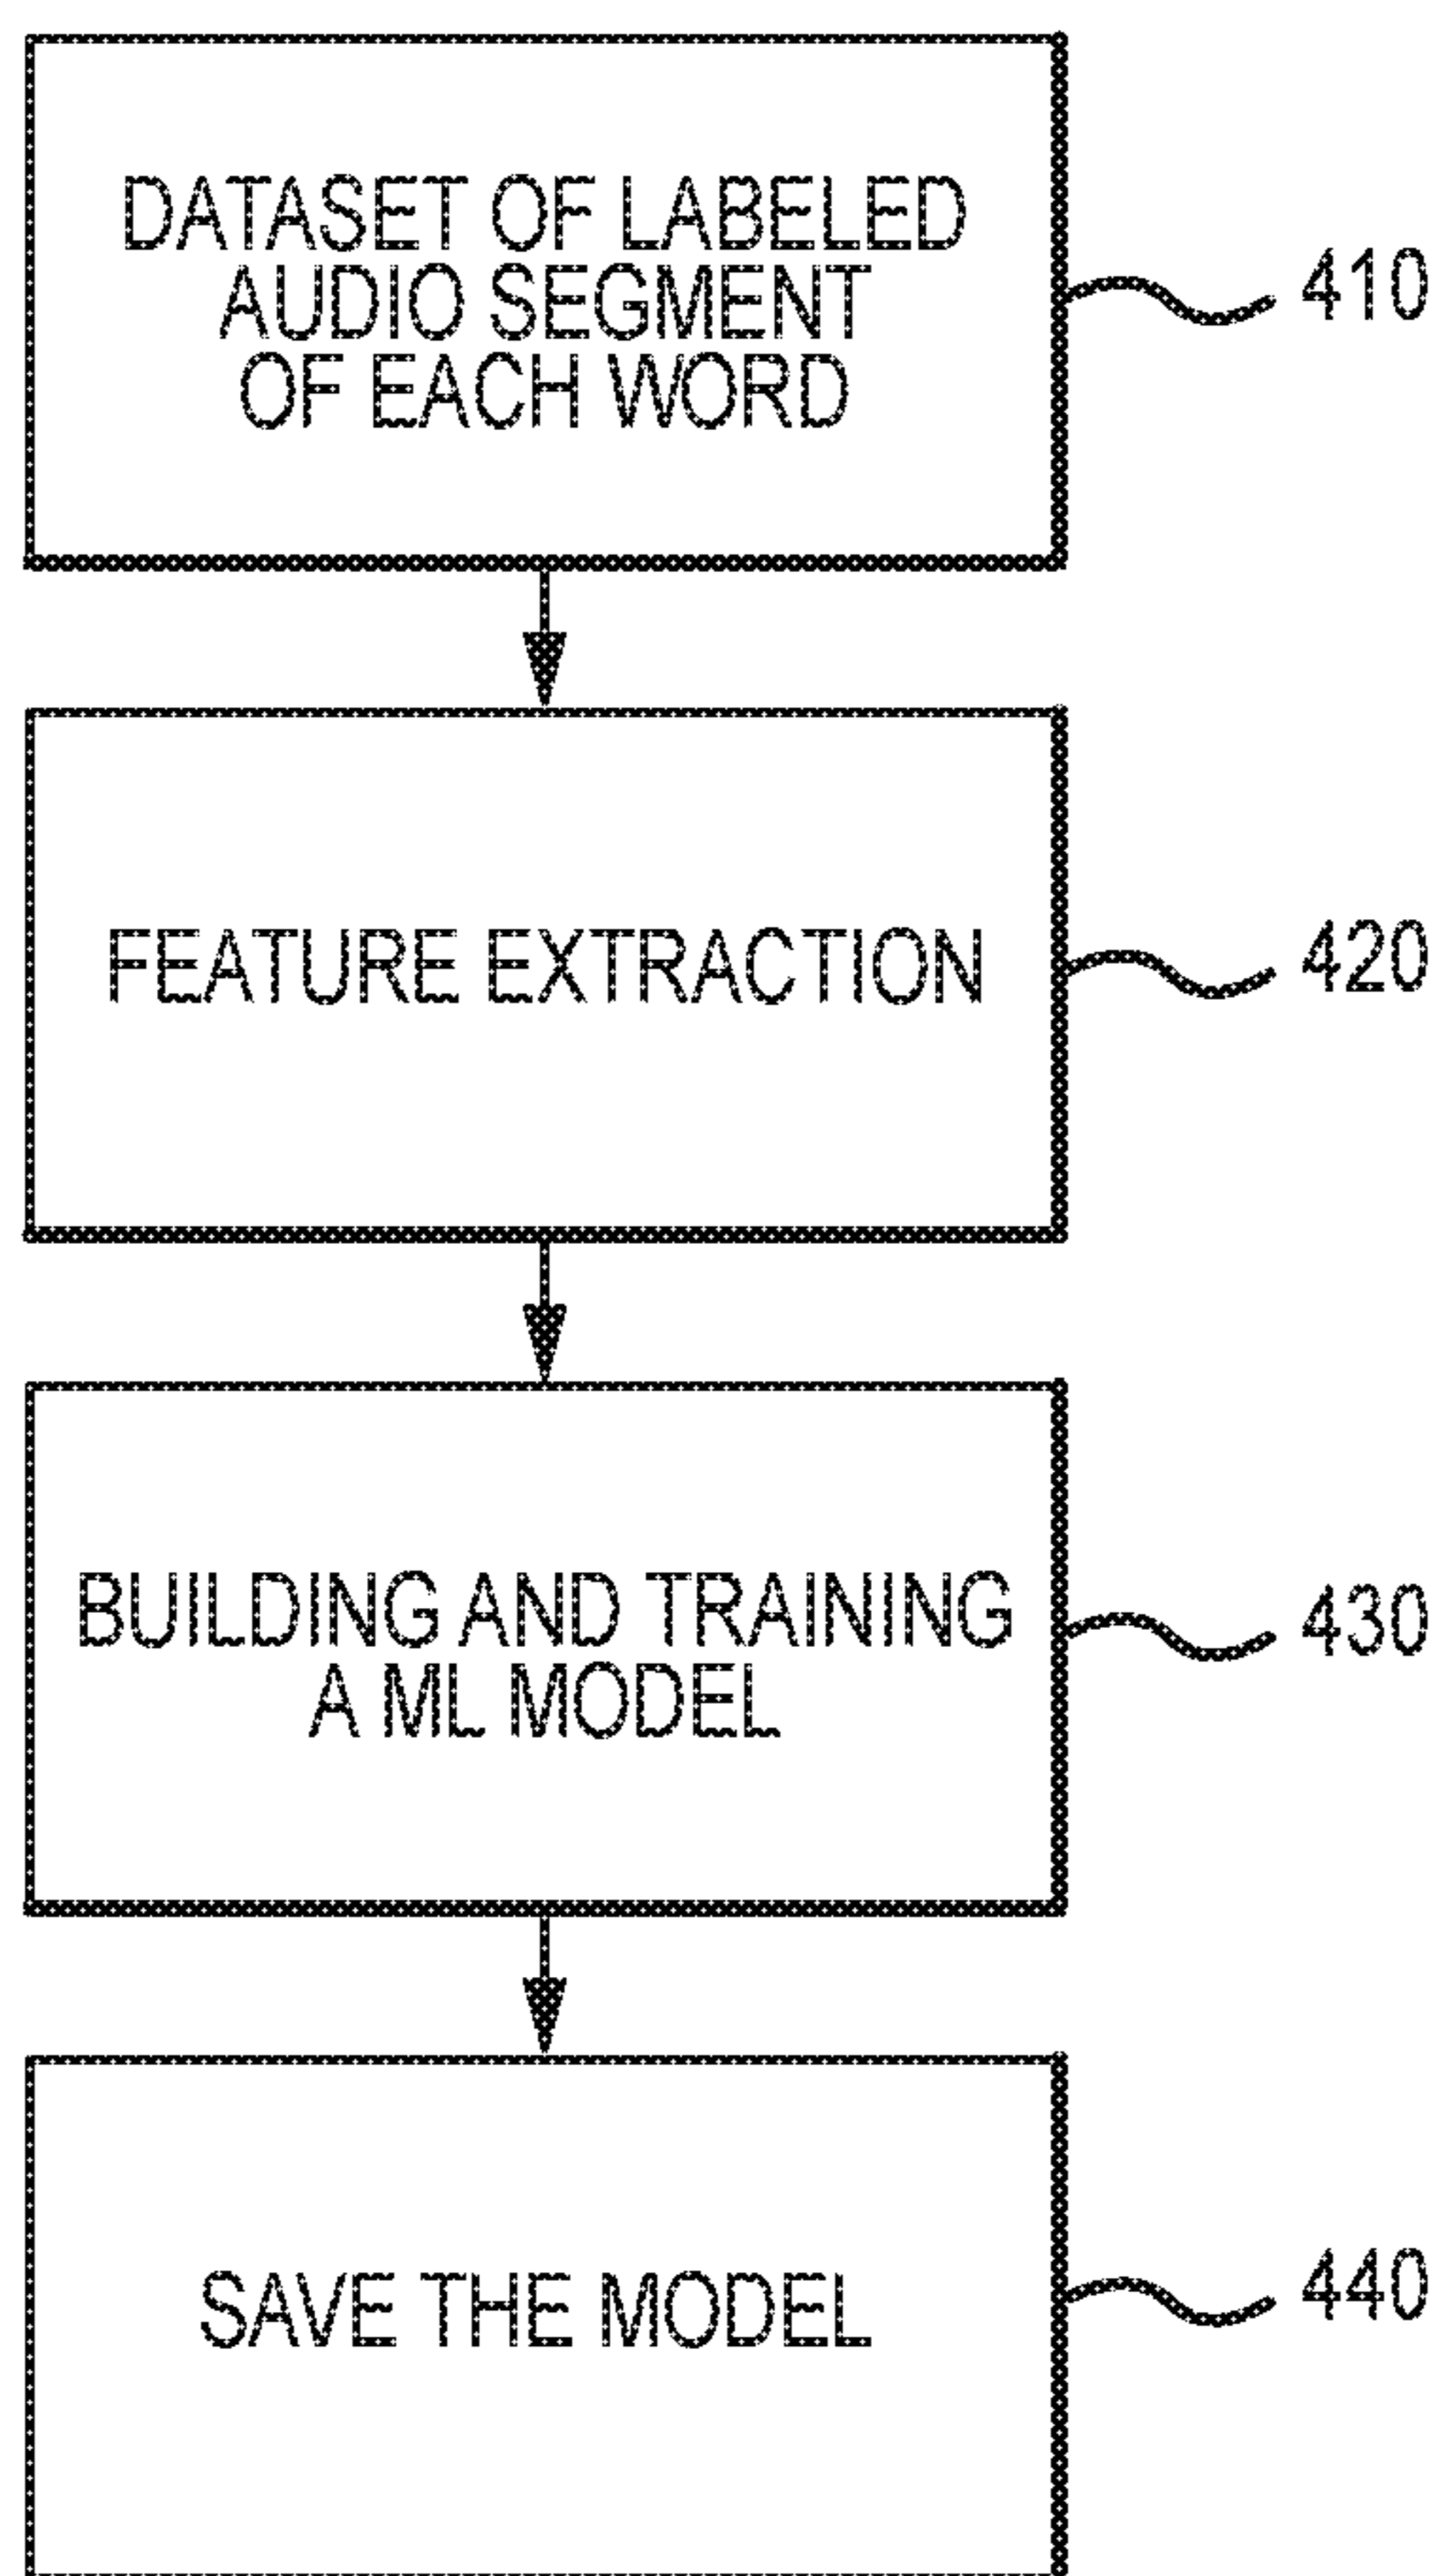 DATASET OF LABELED
AUDIO SEGMENT
OF EACH WORD
410
FEATURE EXTRACTION
420
BUILDING AND TRAINING
A ML MODEL
430
SAVE THE MODEL
440